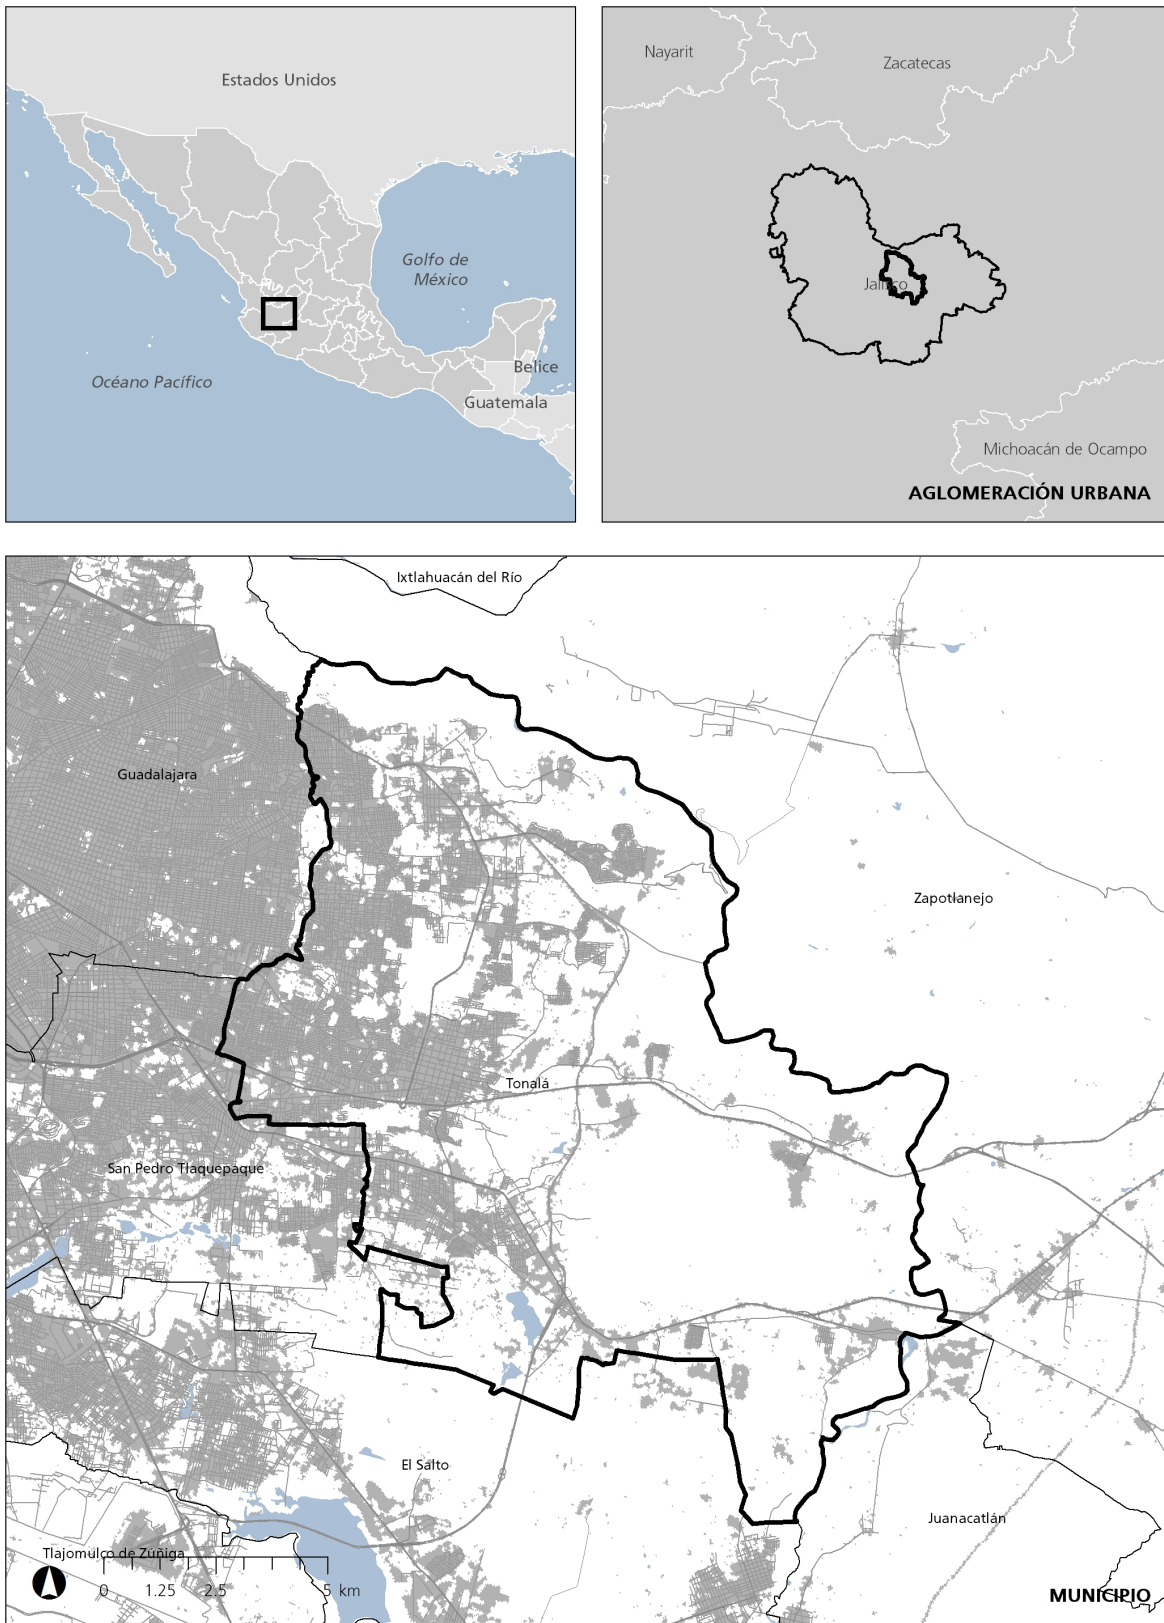 Estados Unidos
Golfo de
México
Océano Pacífico
Belice
Guatemala
Nayarit
Zacatecas
Jalisco
Michoacán de Ocampo
AGLOMERACIÓN URBANA
Ixtlahuacán del Río
Guadalajara
Zapotlanejo
Tonalá
San Pedro Tlaquepaque
El Salto
Juanacatlán
Tlajomulco de Zúñiga
0 1.25 2.5 5 km
MUNICIPIO